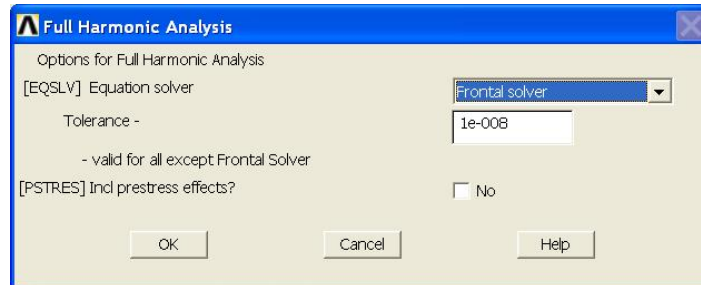 Full Harmonic Analysis
Options for Full Harmonic Analysis
[EQSLV] Equation solver Frontal solver
Tolerance - 1e-008
- valid for all except Frontal Solver
[PSTRES] Incl prestress effects? No
OK Cancel Help